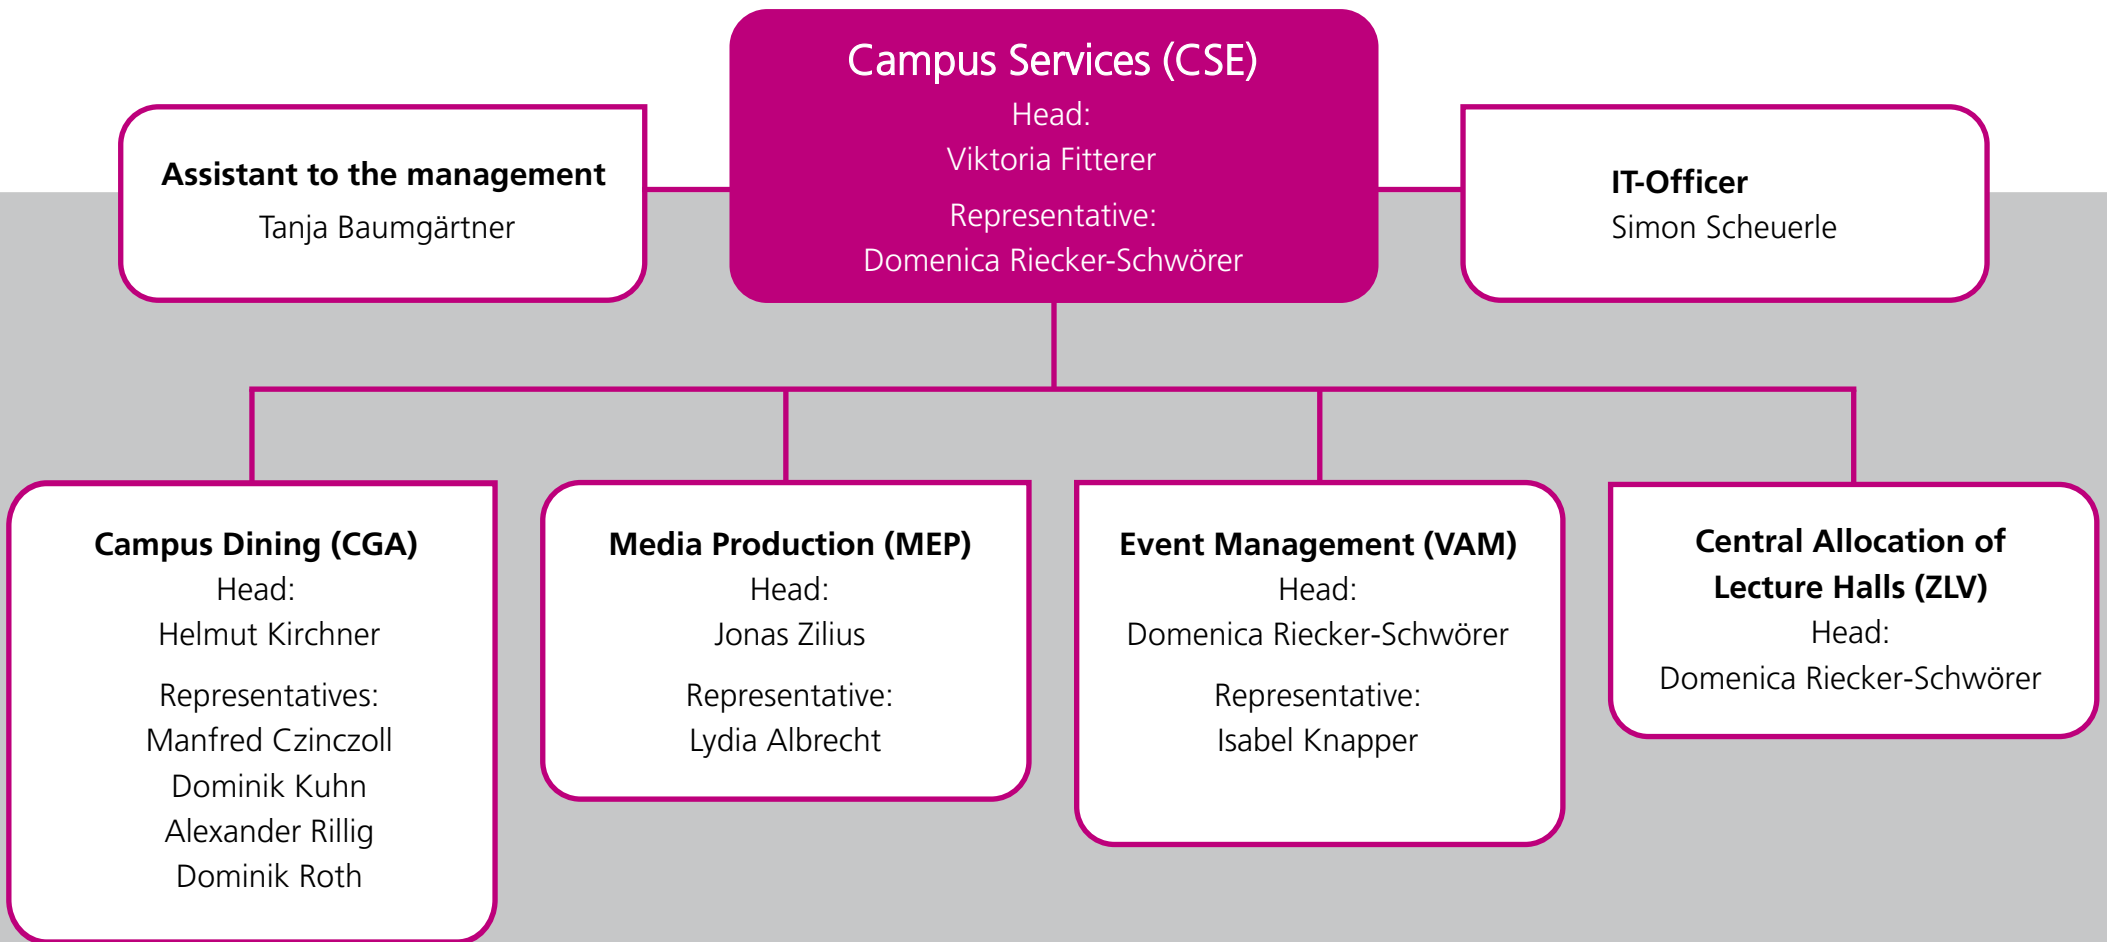 Campus Services (CSE)
Head:
Viktoria Fitterer
Representative:
Domenica Riecker-Schwörer
Assistant to the management
Tanja Baumgärtner
IT-Officer
Simon Scheuerle
Campus Dining (CGA)
Head:
Helmut Kirchner
Representatives:
Manfred Czinczoll
Dominik Kuhn
Alexander Rillig
Dominik Roth
Media Production (MEP)
Head:
Jonas Zilius
Representative:
Lydia Albrecht
Event Management (VAM)
Head:
Domenica Riecker-Schwörer
Representative:
Isabel Knapper
Central Allocation of
Lecture Halls (ZLV)
Head:
Domenica Riecker-Schwörer